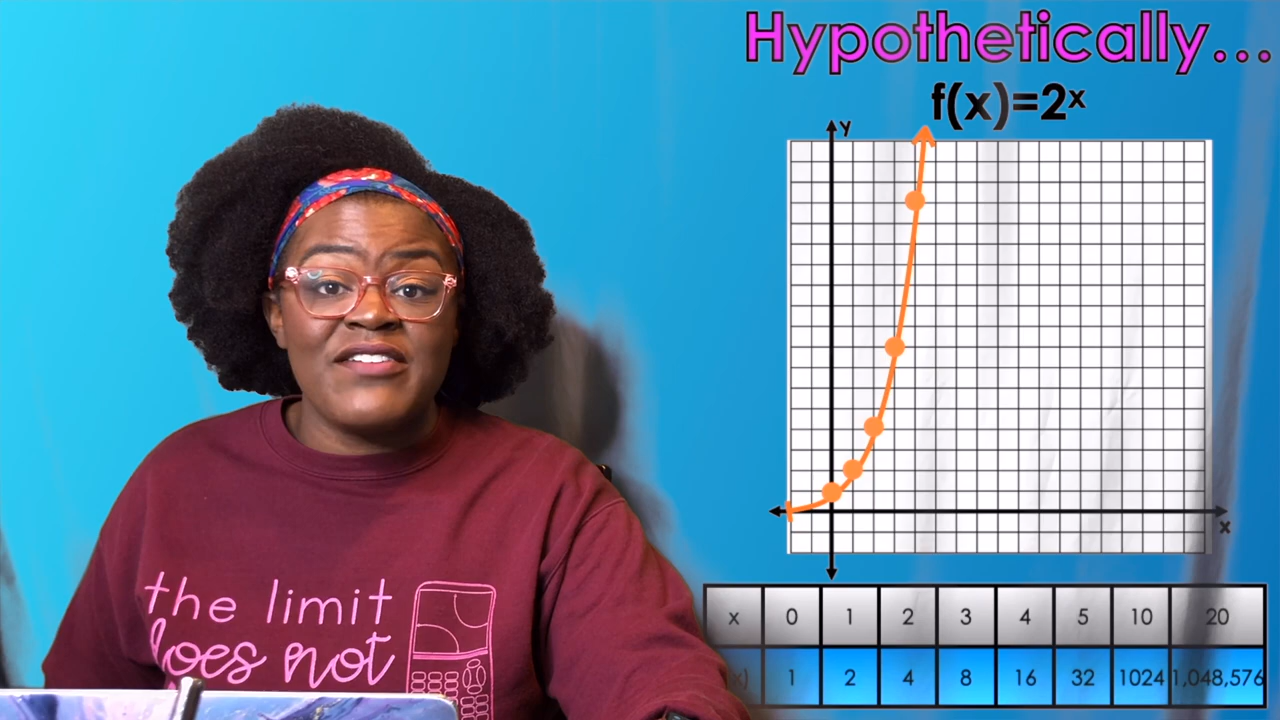 Hypothetically...
f(x)=2ˣ
y
x
the limit
does not
x 0 1 2 3 4 5 10 20
1 2 4 8 16 32 1024 1,048,576